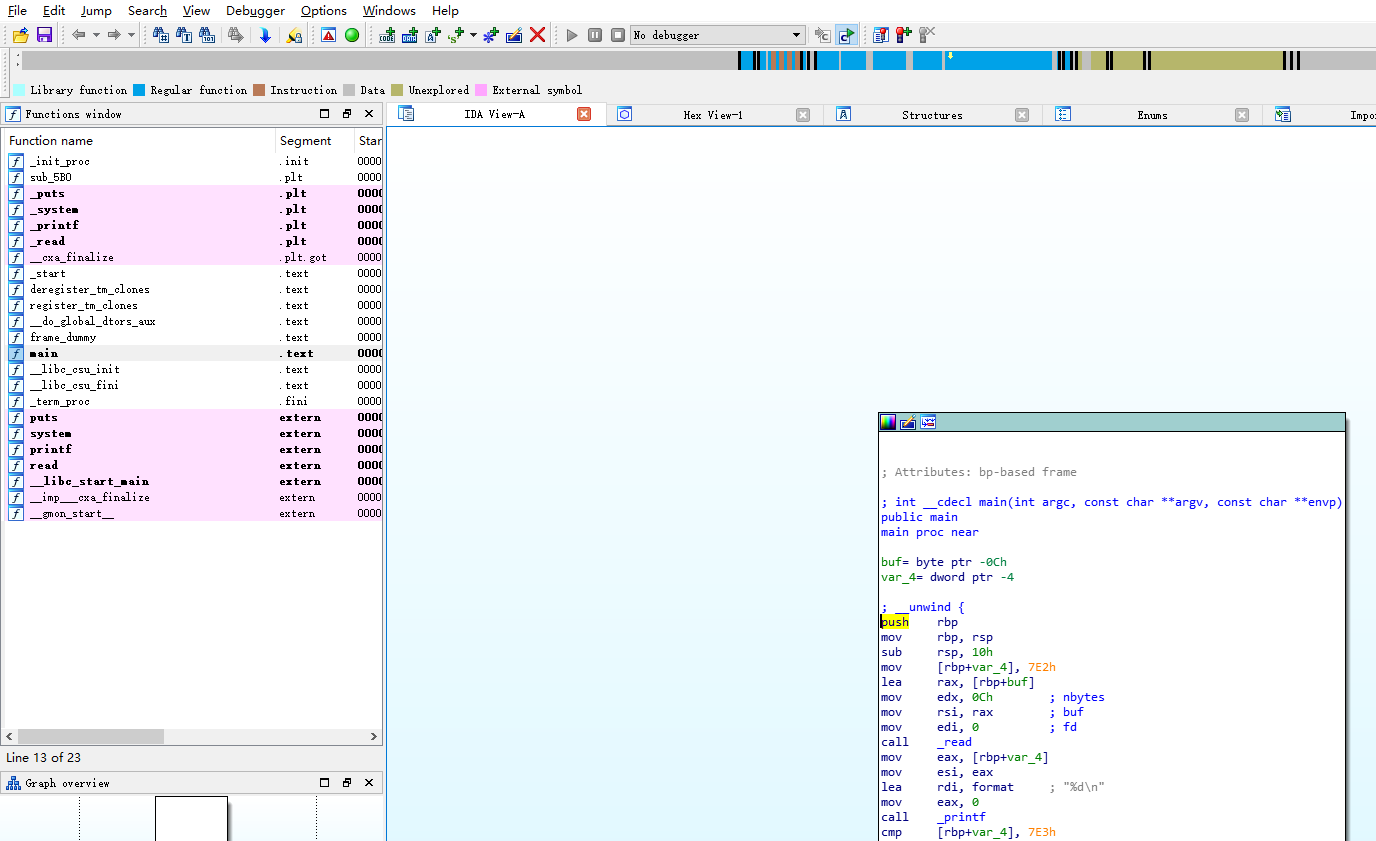 File Edit Jump Search View Debugger Options Windows Help
No debugger
Library function Regular function Instruction Data Unexplored External symbol
Functions window
IDA View-A Hex View-1 Structures Enums Impo
Function name Segment Star
_init_proc .init 0000
sub_5B0 .plt 0000
_puts .plt 0000
_system .plt 0000
_printf .plt 0000
_read .plt 0000
__cxa_finalize .plt.got 0000
_start .text 0000
deregister_tm_clones .text 0000
register_tm_clones .text 0000
__do_global_dtors_aux .text 0000
frame_dummy .text 0000
main .text 0000
__libc_csu_init .text 0000
__libc_csu_fini .text 0000
_term_proc .fini 0000
puts extern 0000
system extern 0000
printf extern 0000
read extern 0000
__libc_start_main extern 0000
__imp___cxa_finalize extern 0000
__gmon_start__ extern 0000
Line 13 of 23
Graph overview
; Attributes: bp-based frame
; int __cdecl main(int argc, const char **argv, const char **envp)
public main
main proc near
buf= byte ptr -0Ch
var_4= dword ptr -4
; __unwind {
push rbp
mov rbp, rsp
sub rsp, 10h
mov [rbp+var_4], 7E2h
lea rax, [rbp+buf]
mov edx, 0Ch ; nbytes
mov rsi, rax ; buf
mov edi, 0 ; fd
call _read
mov eax, [rbp+var_4]
mov esi, eax
lea rdi, format ; "%d\n"
mov eax, 0
call _printf
cmp [rbp+var_4], 7E3h